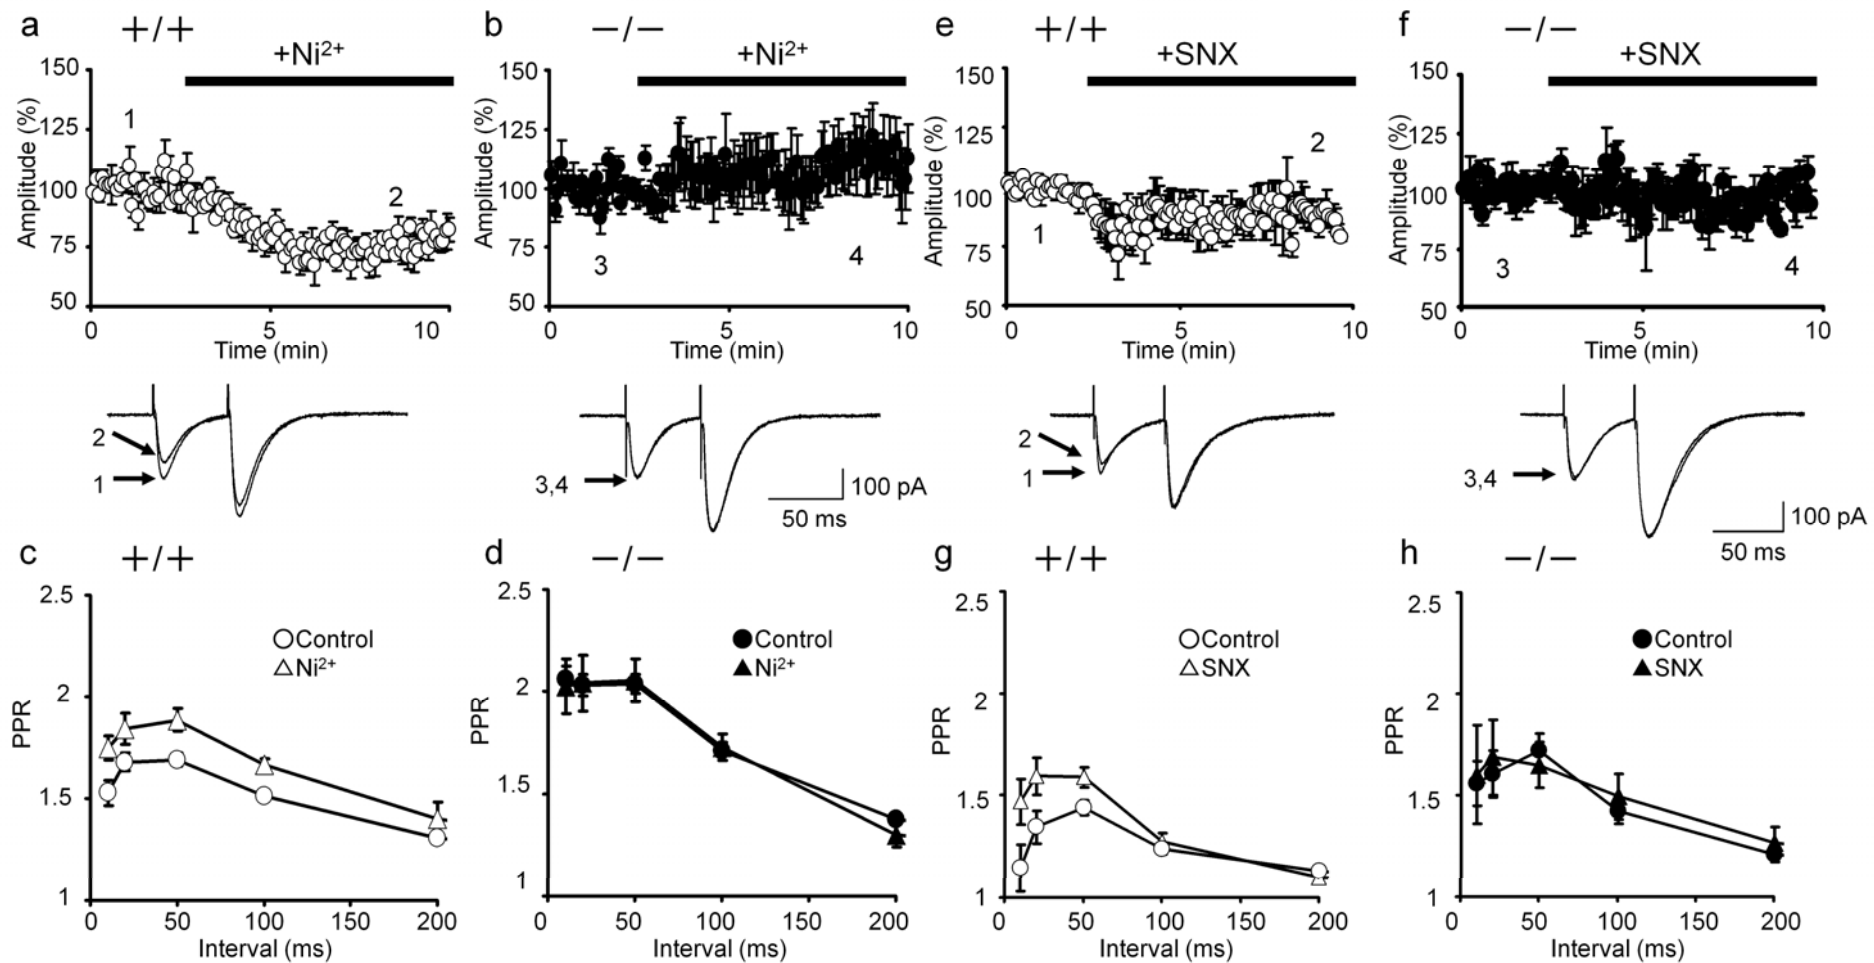 a
+/+
+Ni²⁺
Amplitude (%)
150
125
100
75
50
1
2
0
5
10
Time (min)
2
1
b
−/−
+Ni²⁺
Amplitude (%)
150
125
100
75
50
3
4
0
5
10
Time (min)
3,4
100 pA
50 ms
e
+/+
+SNX
Amplitude (%)
150
125
100
75
50
1
2
0
5
10
Time (min)
2
1
f
−/−
+SNX
Amplitude (%)
150
125
100
75
50
3
4
0
5
10
Time (min)
3,4
100 pA
50 ms
c
+/+
PPR
2.5
2
1.5
1
Control
Ni²⁺
0
50
100
150
200
Interval (ms)
d
−/−
PPR
2.5
2
1.5
1
Control
Ni²⁺
0
50
100
150
200
Interval (ms)
g
+/+
PPR
2.5
2
1.5
1
Control
SNX
0
50
100
150
200
Interval (ms)
h
−/−
PPR
2.5
2
1.5
1
Control
SNX
0
50
100
150
200
Interval (ms)